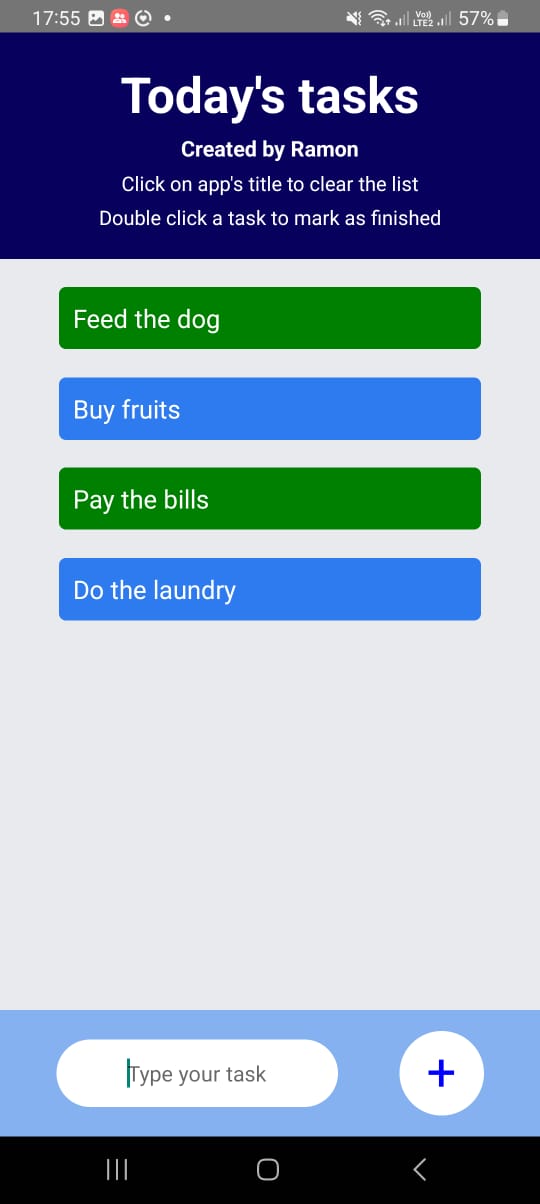 17:55
Vo))
LTE2
57%
Today's tasks
Created by Ramon
Click on app's title to clear the list
Double click a task to mark as finished
Feed the dog
Buy fruits
Pay the bills
Do the laundry
Type your task
+